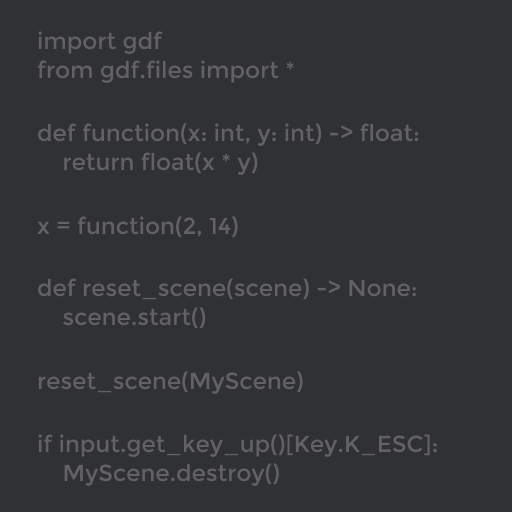 import gdf
from gdf.files import *
def function(x: int, y: int) -> float:
    return float(x * y)
x = function(2, 14)
def reset_scene(scene) -> None:
    scene.start()
reset_scene(MyScene)
if input.get_key_up()[Key.K_ESC]:
    MyScene.destroy()